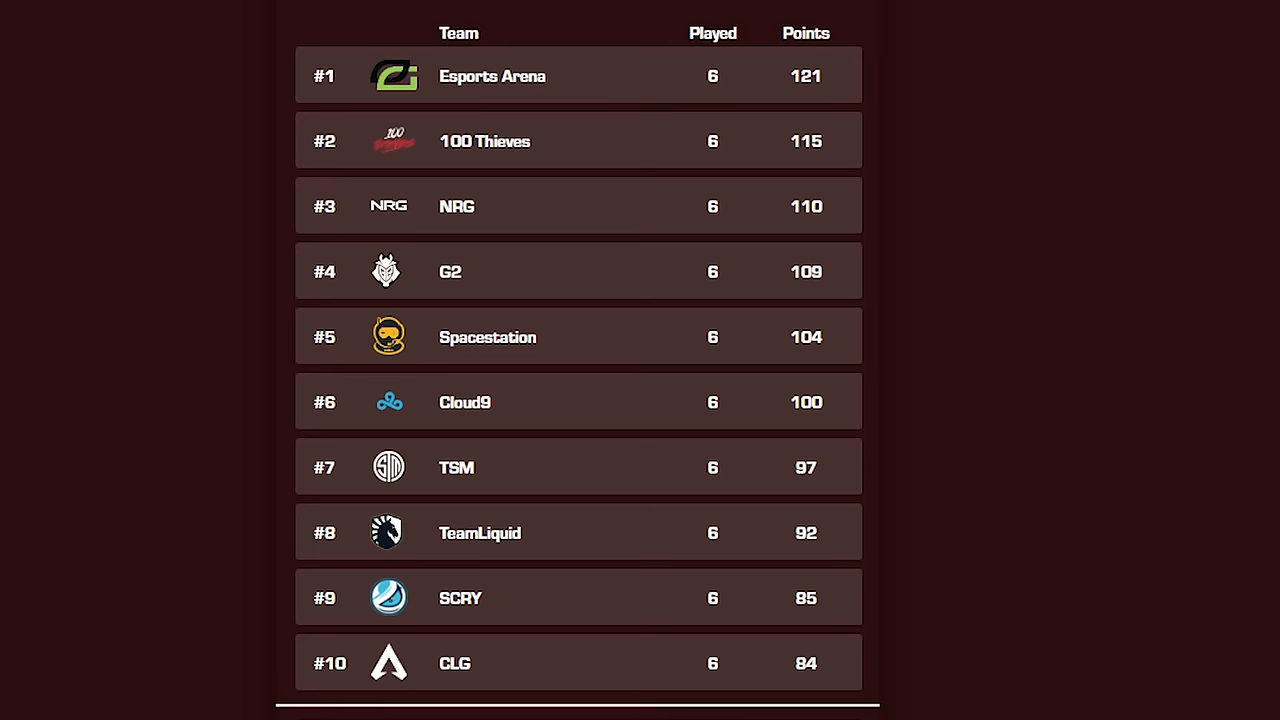 Team Played Points
#1 Esports Arena 6 121
#2 100 Thieves 6 115
#3 NRG NRG 6 110
#4 G2 6 109
#5 Spacestation 6 104
#6 Cloud9 6 100
#7 TSM TSM 6 97
#8 TeamLiquid 6 92
#9 SCRY 6 85
#10 CLG 6 84